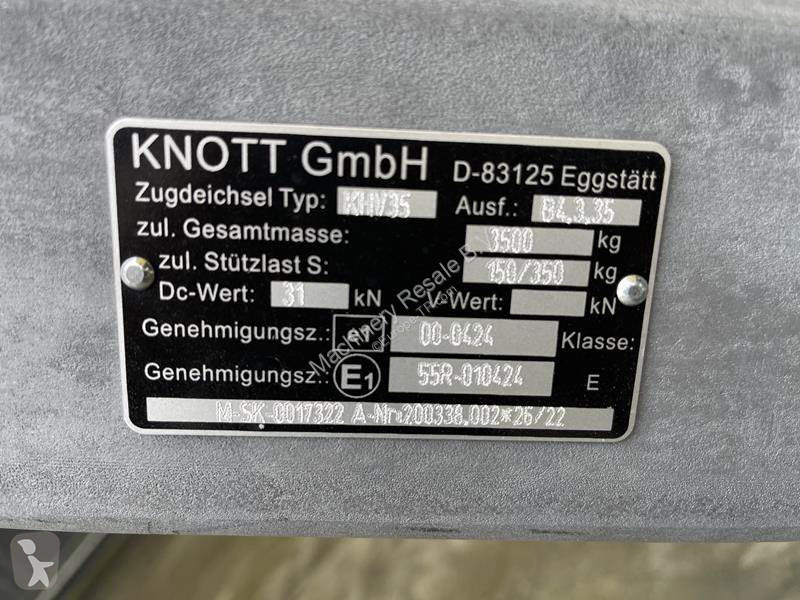 KNOTT GmbH D-83125 Eggstätt
Zugdeichsel Typ: KHV35 Ausf.: B4.3.35
zul. Gesamtmasse: 3500 kg
zul. Stützlast S: 150/350 kg
Dc-Wert: 31 kN V-Wert: kN
Genehmigungsz.: e1 00-0424 Klasse:
Genehmigungsz.: E1 55R-010424 E
M-SK-0017322 A-Nr:200338.002*26/22
Machinery Resale B.V.